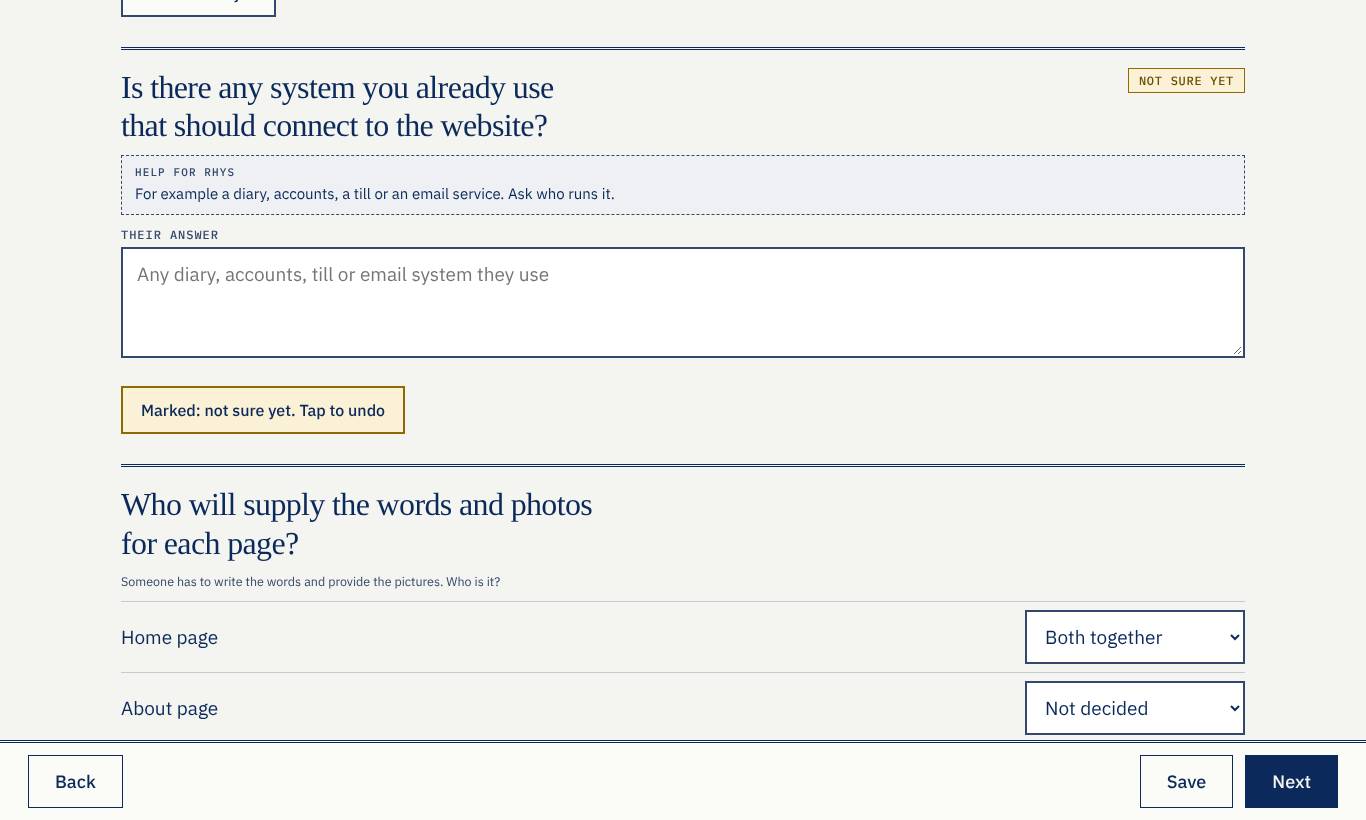 Is there any system you already use
that should connect to the website?
NOT SURE YET
HELP FOR RHYS
For example a diary, accounts, a till or an email service. Ask who runs it.
THEIR ANSWER
Any diary, accounts, till or email system they use
Marked: not sure yet. Tap to undo
Who will supply the words and photos
for each page?
Someone has to write the words and provide the pictures. Who is it?
Home page
Both together
About page
Not decided
Back
Save
Next